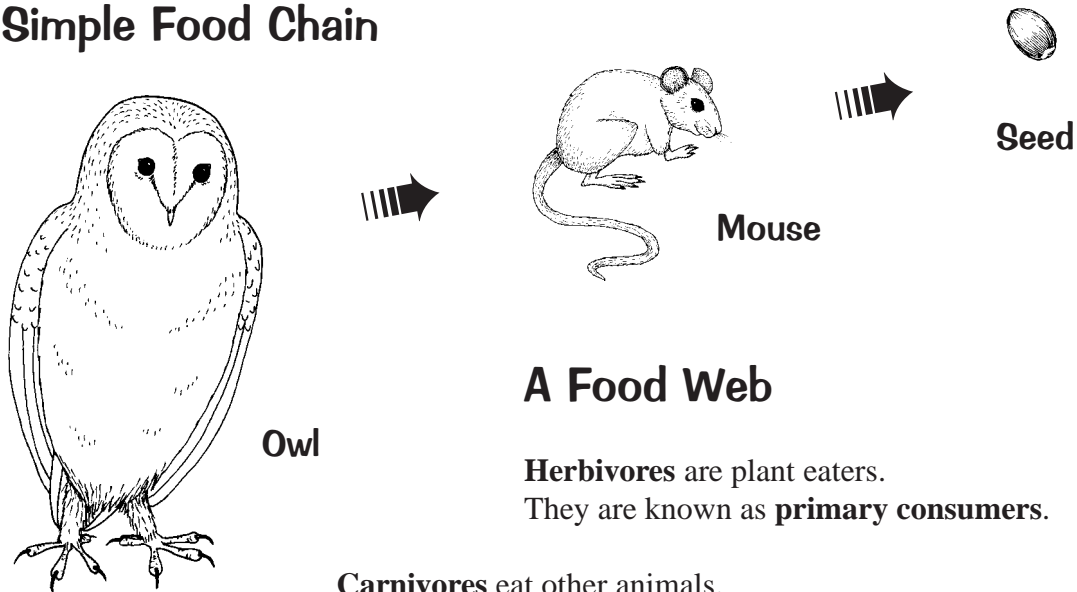 Simple Food Chain
Seed
Mouse
Owl
A Food Web
Herbivores are plant eaters.
They are known as primary consumers.
Carnivores eat other animals.